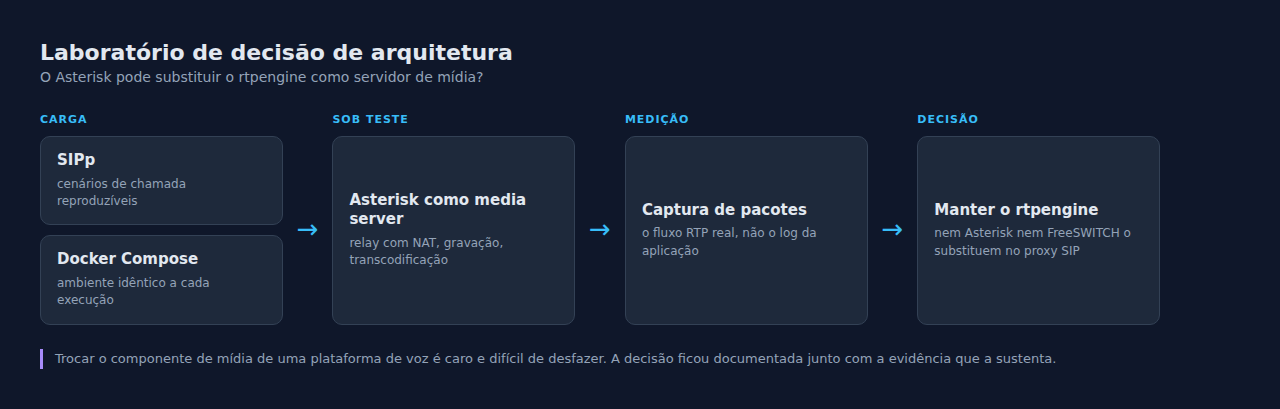 Laboratório de decisão de arquitetura
O Asterisk pode substituir o rtpengine como servidor de mídia?
CARGA
SIPp
cenários de chamada
reproduzíveis
Docker Compose
ambiente idêntico a cada
execução
→
SOB TESTE
Asterisk como media
server
relay com NAT, gravação,
transcodificação
→
MEDIÇÃO
Captura de pacotes
o fluxo RTP real, não o log da
aplicação
→
DECISÃO
Manter o rtpengine
nem Asterisk nem FreeSWITCH o
substituem no proxy SIP
Trocar o componente de mídia de uma plataforma de voz é caro e difícil de desfazer. A decisão ficou documentada junto com a evidência que a sustenta.